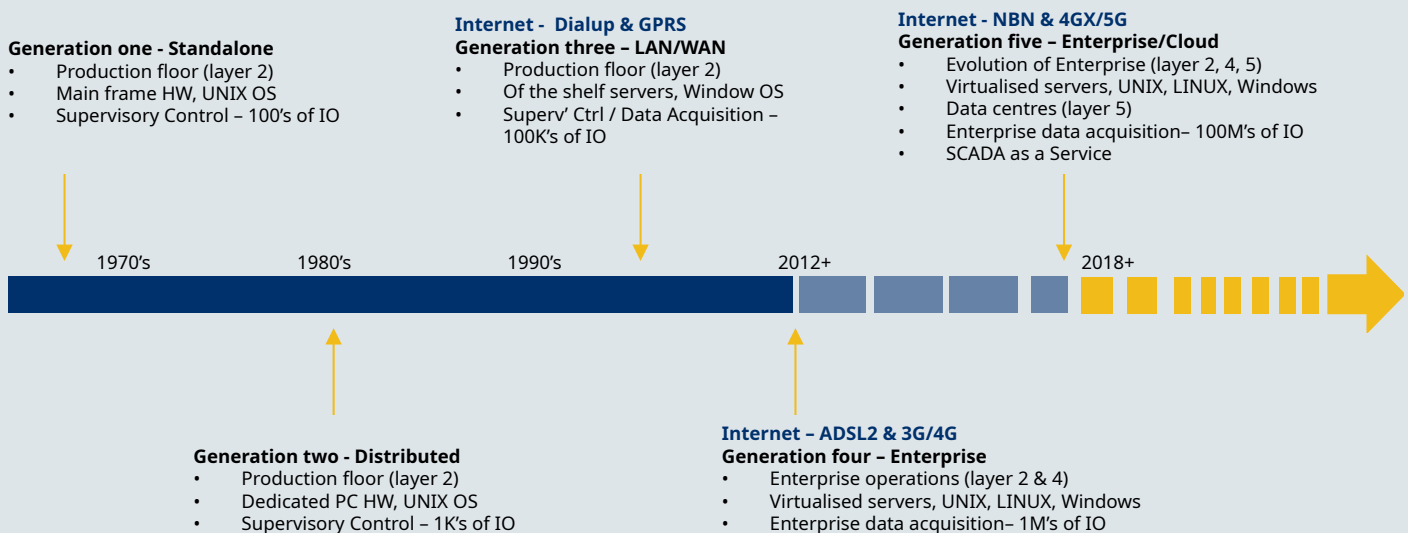 Generation one - Standalone
• Production floor (layer 2)
• Main frame HW, UNIX OS
• Supervisory Control – 100’s of IO
Internet -  Dialup & GPRS
Generation three – LAN/WAN
• Production floor (layer 2)
• Of the shelf servers, Window OS
• Superv’ Ctrl / Data Acquisition –
100K’s of IO
Internet - NBN & 4GX/5G
Generation five – Enterprise/Cloud
• Evolution of Enterprise (layer 2, 4, 5)
• Virtualised servers, UNIX, LINUX, Windows
• Data centres (layer 5)
• Enterprise data acquisition– 100M’s of IO
• SCADA as a Service
1970’s
1980’s
1990’s
2012+
2018+
Generation two - Distributed
• Production floor (layer 2)
• Dedicated PC HW, UNIX OS
• Supervisory Control – 1K’s of IO
Internet – ADSL2 & 3G/4G
Generation four – Enterprise
• Enterprise operations (layer 2 & 4)
• Virtualised servers, UNIX, LINUX, Windows
• Enterprise data acquisition– 1M’s of IO